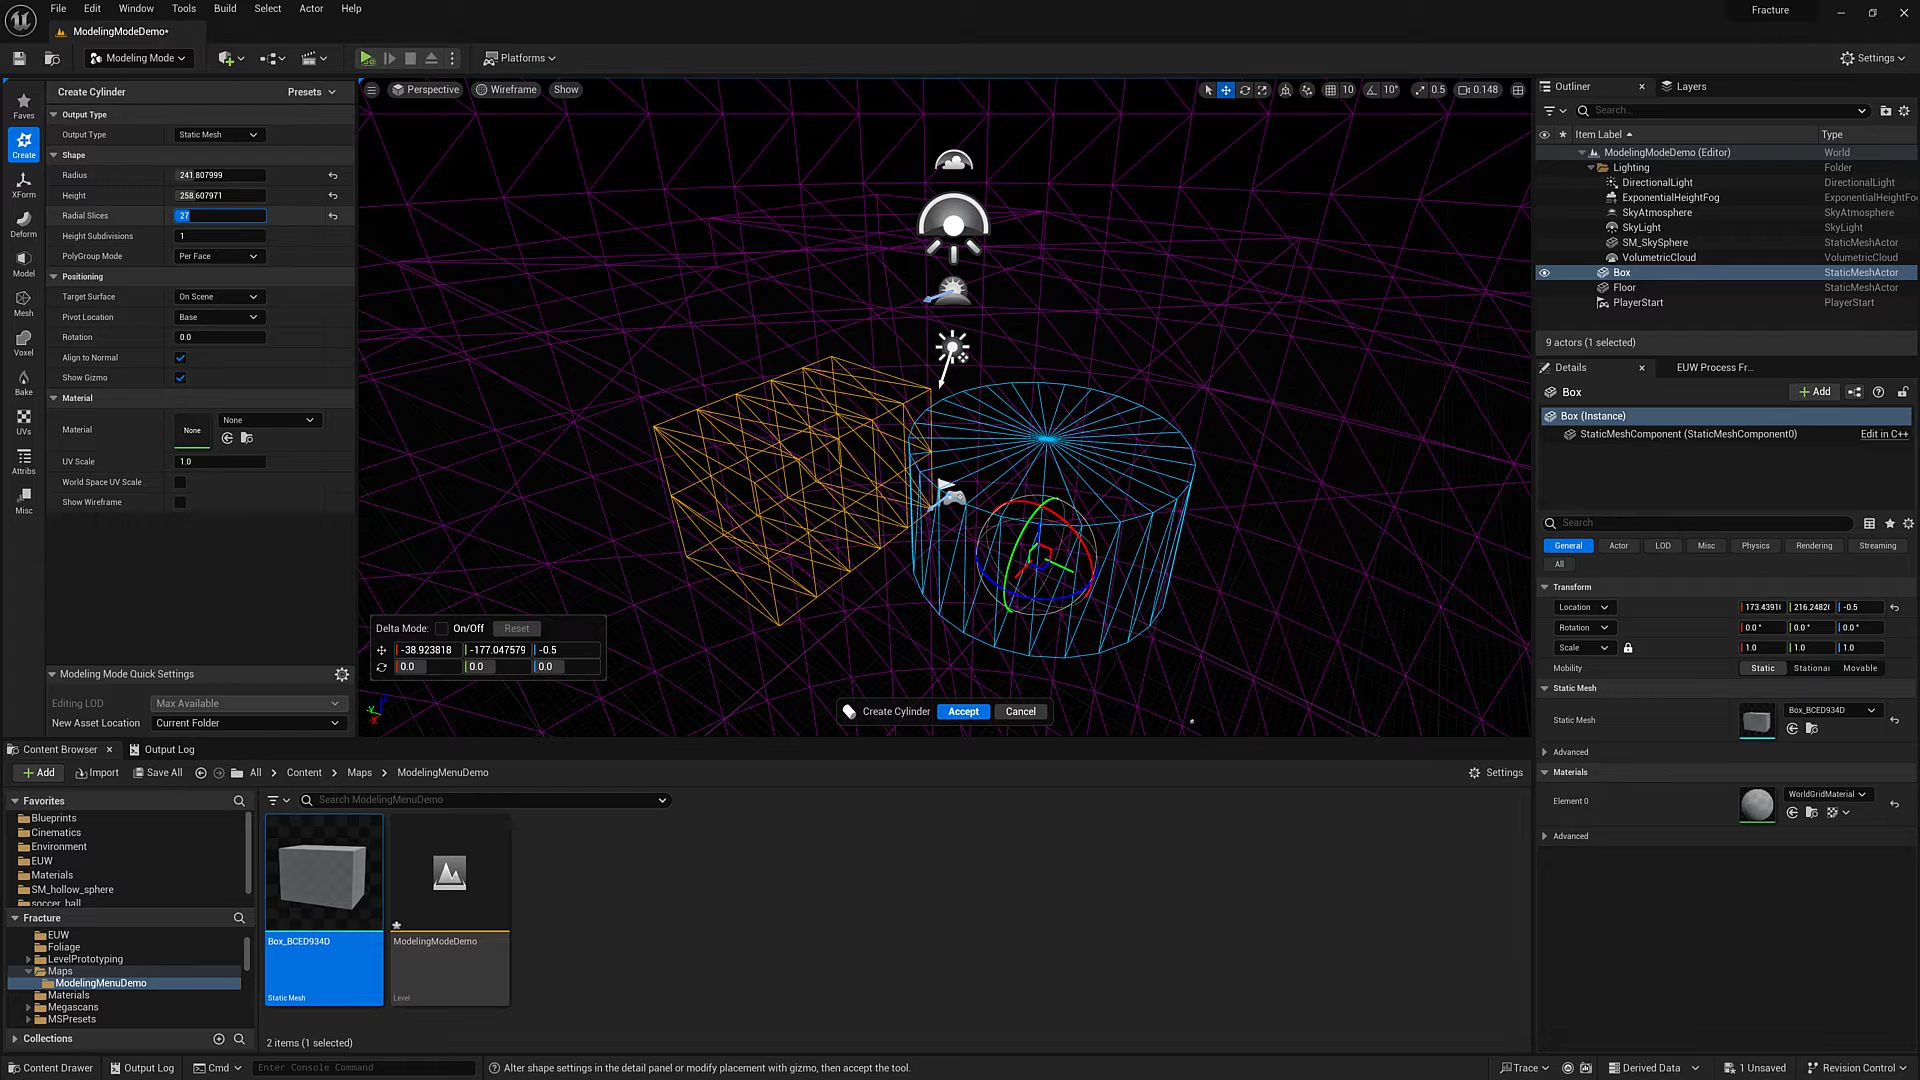 File Edit Window Tools Build Select Actor Help
Fracture
ModelingModeDemo*
Modeling Mode
Platforms
Settings
Create Cylinder Presets
Output Type
Output Type Static Mesh
Shape
Radius 241.807999
Height 258.607971
Radial Slices 27
Height Subdivisions 1
PolyGroup Mode Per Face
Positioning
Target Surface On Scene
Pivot Location Base
Rotation 0.0
Align to Normal
Show Gizmo
Material
Material None None
UV Scale 1.0
World Space UV Scale
Show Wireframe
Faves
Create
XForm
Deform
Model
Mesh
Voxel
Bake
UVs
Attribs
Misc
Modeling Mode Quick Settings
Editing LOD Max Available
New Asset Location Current Folder
Perspective Wireframe Show
10 10° 0.5 0.148
Delta Mode: On/Off Reset
-38.923818 -177.047579 -0.5
0.0 0.0 0.0
Create Cylinder Accept Cancel
Outliner Layers
Search...
Item Label Type
ModelingModeDemo (Editor) World
Lighting Folder
DirectionalLight DirectionalLight
ExponentialHeightFog ExponentialHeightFo
SkyAtmosphere SkyAtmosphere
SkyLight SkyLight
SM_SkySphere StaticMeshActor
VolumetricCloud VolumetricCloud
Box StaticMeshActor
Floor StaticMeshActor
PlayerStart PlayerStart
9 actors (1 selected)
Details EUW Process Fr...
Box Add
Box (Instance)
StaticMeshComponent (StaticMeshComponent0) Edit in C++
Search
General Actor LOD Misc Physics Rendering Streaming
All
Transform
Location 173.4391 216.2482 -0.5
Rotation 0.0° 0.0° 0.0°
Scale 1.0 1.0 1.0
Mobility Static Stationar Movable
Static Mesh
Static Mesh Box_BCED934D
Advanced
Materials
Element 0 WorldGridMaterial
Advanced
Content Browser Output Log
Add Import Save All All Content Maps ModelingMenuDemo Settings
Favorites
Blueprints
Cinematics
Environment
EUW
Materials
SM_hollow_sphere
soccer_ball
Fracture
EUW
Foliage
LevelPrototyping
Maps
ModelingMenuDemo
Materials
Megascans
MSPresets
Collections
Search ModelingMenuDemo
Box_BCED934D
Static Mesh
ModelingModeDemo
Level
2 items (1 selected)
Content Drawer Output Log Cmd Enter Console Command Alter shape settings in the detail panel or modify placement with gizmo, then accept the tool. Trace Derived Data 1 Unsaved Revision Control